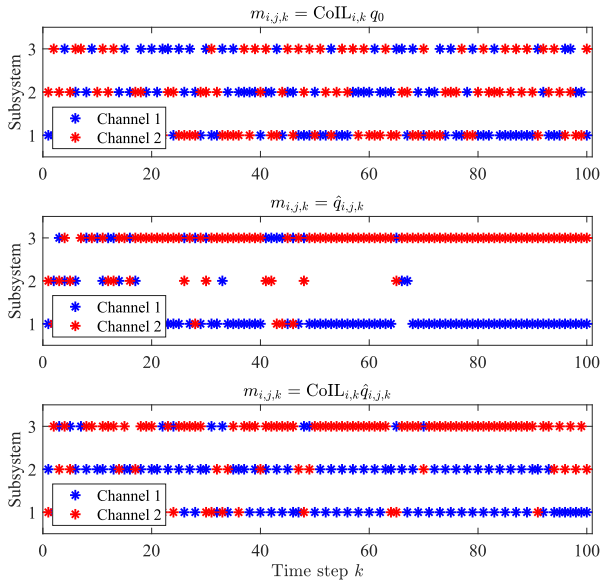 m_{i,j,k} = CoIL_{i,k} q_0
Subsystem
3
2
1
Channel 1
Channel 2
0 20 40 60 80 100
m_{i,j,k} = q̂_{i,j,k}
Subsystem
3
2
1
Channel 1
Channel 2
0 20 40 60 80 100
m_{i,j,k} = CoIL_{i,k} q̂_{i,j,k}
Subsystem
3
2
1
Channel 1
Channel 2
0 20 40 60 80 100
Time step k